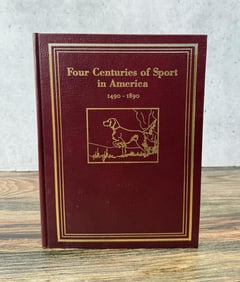 Four Centuries of Sport
in America
1490 - 1890